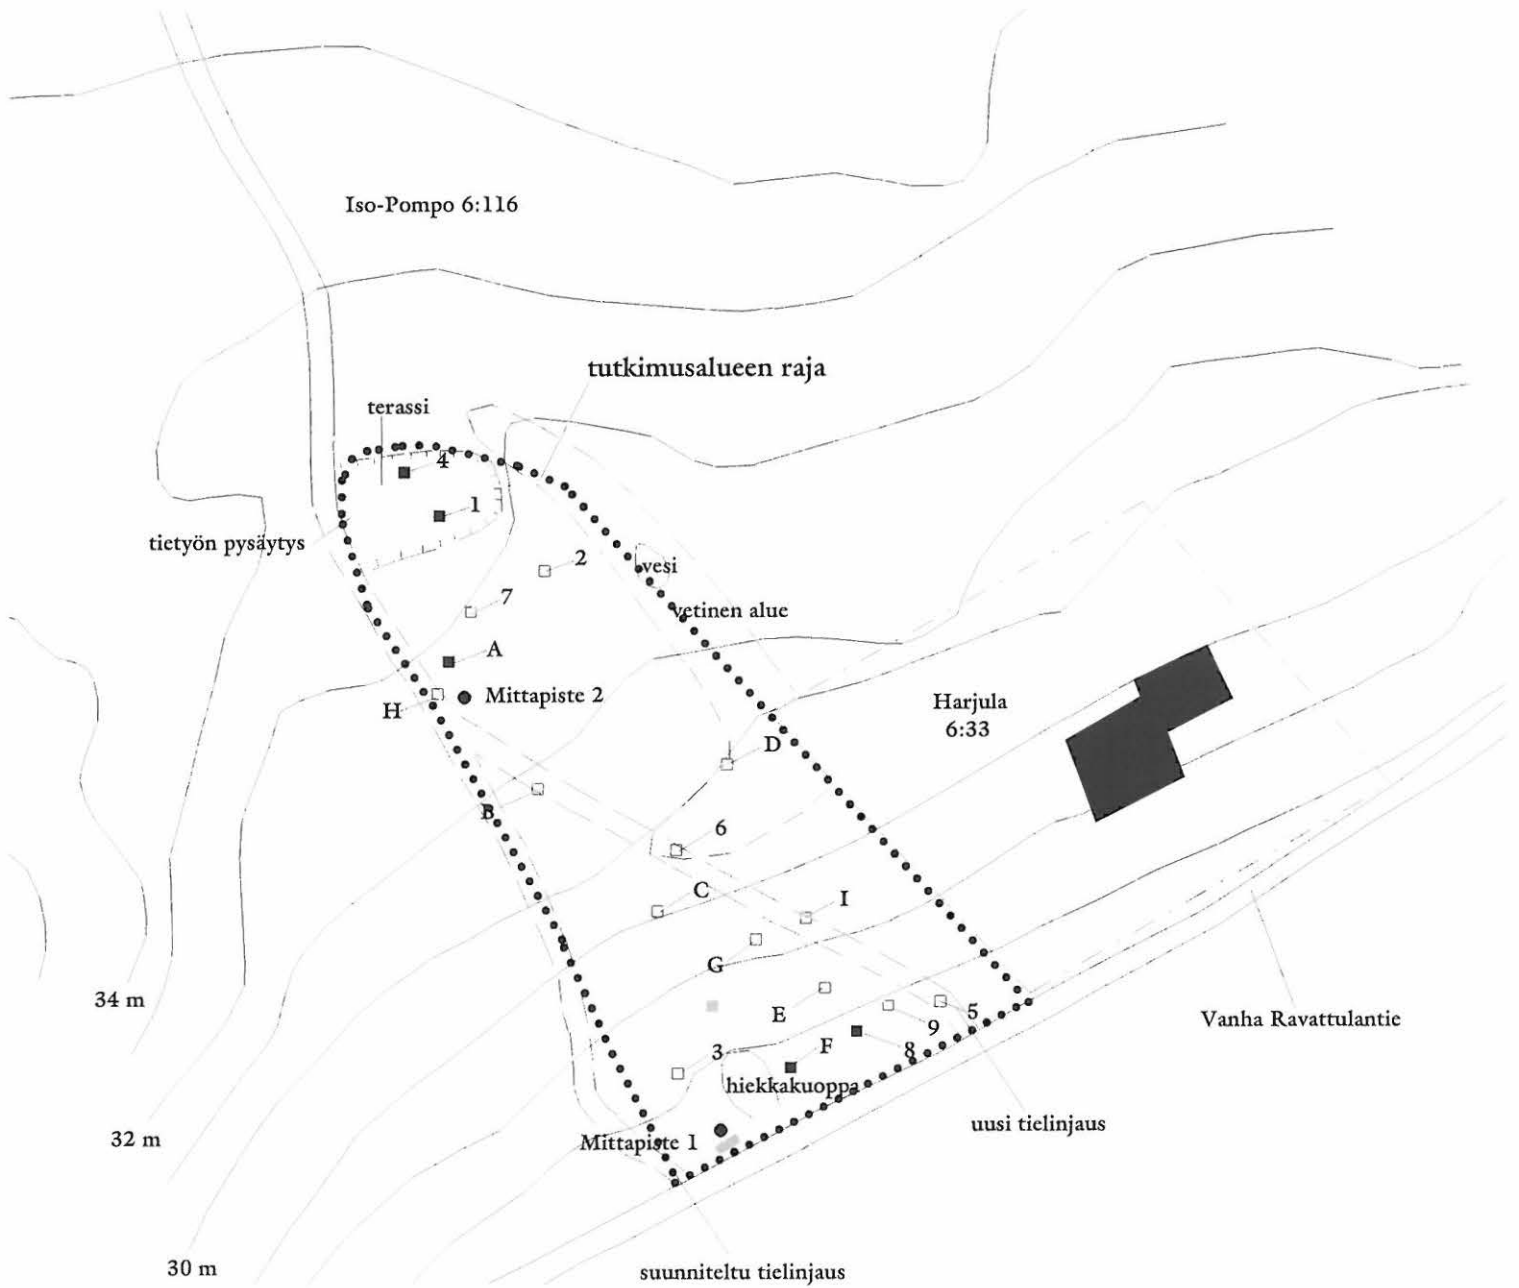 Iso-Pompo 6:116
tutkimusalueen raja
terassi
4
1
tietyön pysäytys
2
vesi
7
vetinen alue
A
Mittapiste 2
H
Harjula
6:33
D
B
6
C
I
G
34 m
E
5
9
Vanha Ravattulantie
F
8
3
hiekkakuoppa
uusi tielinjaus
32 m
Mittapiste 1
30 m
suunniteltu tielinjaus